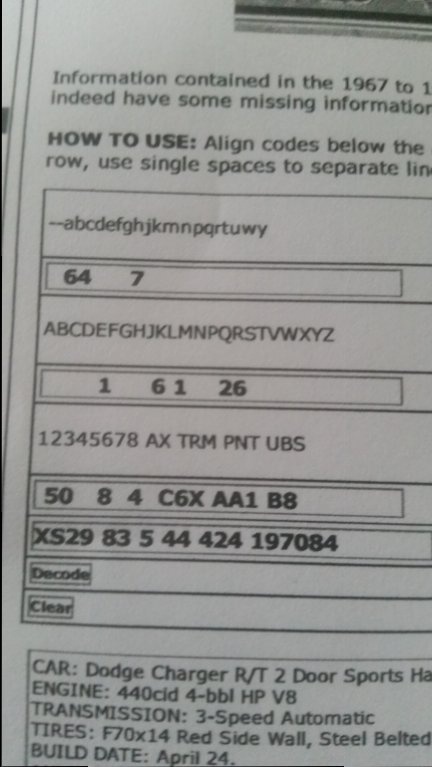 Information contained in the 1967 to 1
indeed have some missing information
HOW TO USE: Align codes below the
row, use single spaces to separate lin
--abcdefghjkmnpqrtuwy
64 7
ABCDEFGHJKLMNPQRSTVWXYZ
1 6 1 26
12345678 AX TRM PNT UBS
50 8 4 C6X AA1 B8
XS29 83 5 44 424 197084
Decode
Clear
CAR: Dodge Charger R/T 2 Door Sports Ha
ENGINE: 440cid 4-bbl HP V8
TRANSMISSION: 3-Speed Automatic
TIRES: F70x14 Red Side Wall, Steel Belted
BUILD DATE: April 24.